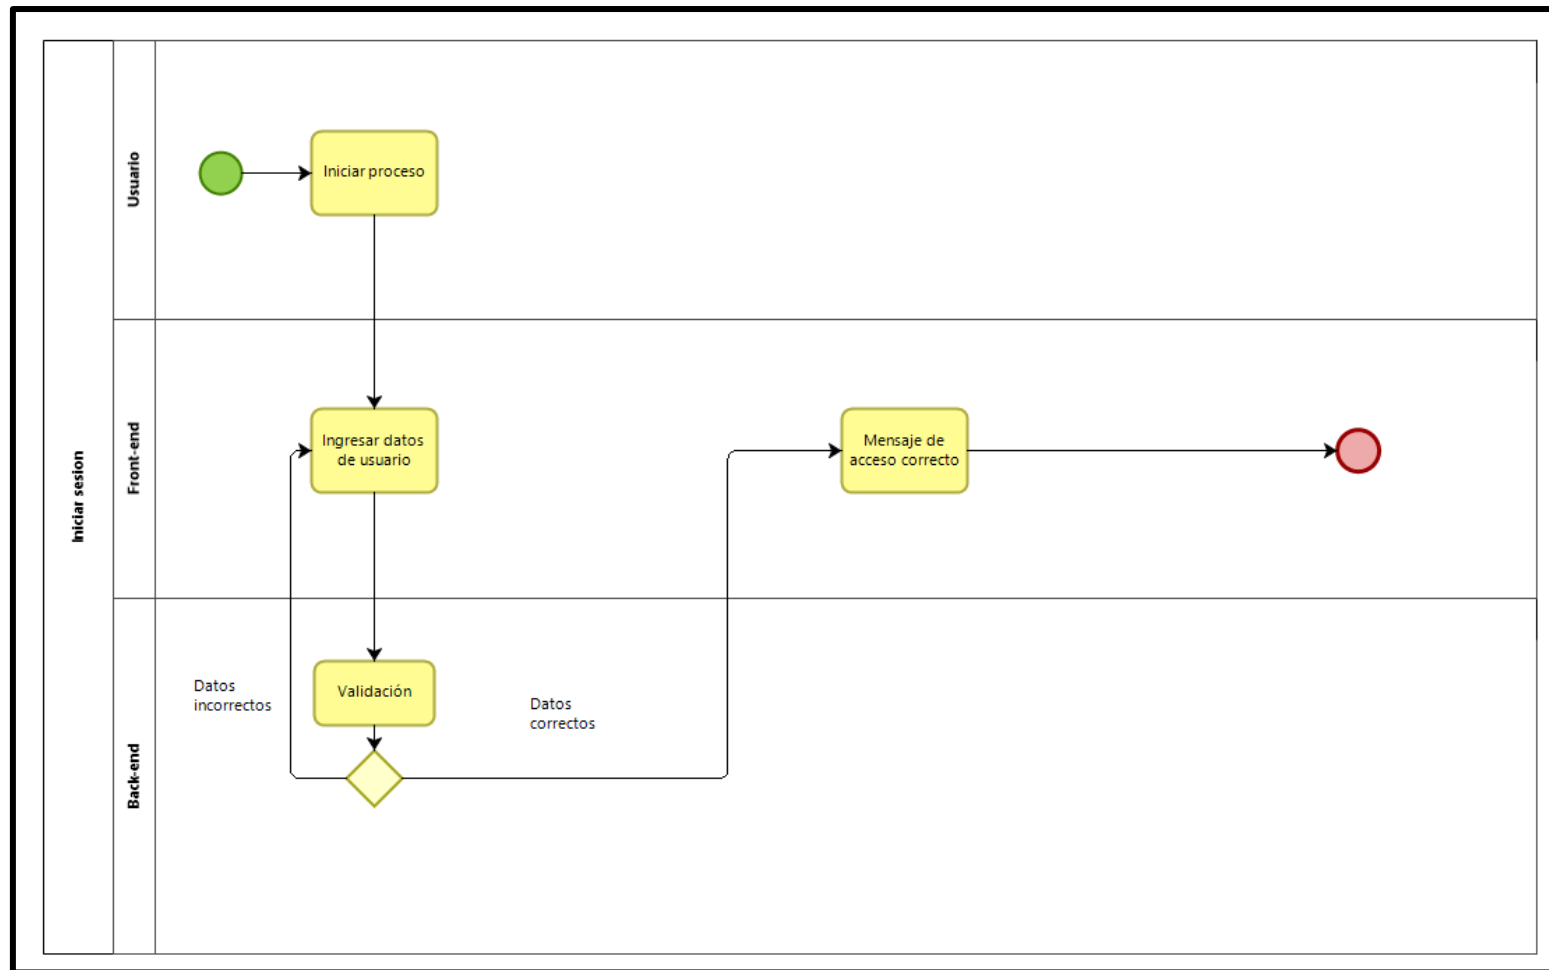 Iniciar sesion
Usuario
Iniciar proceso
Front-end
Ingresar datos
de usuario
Mensaje de
acceso correcto
Back-end
Datos
incorrectos
Validación
Datos
correctos